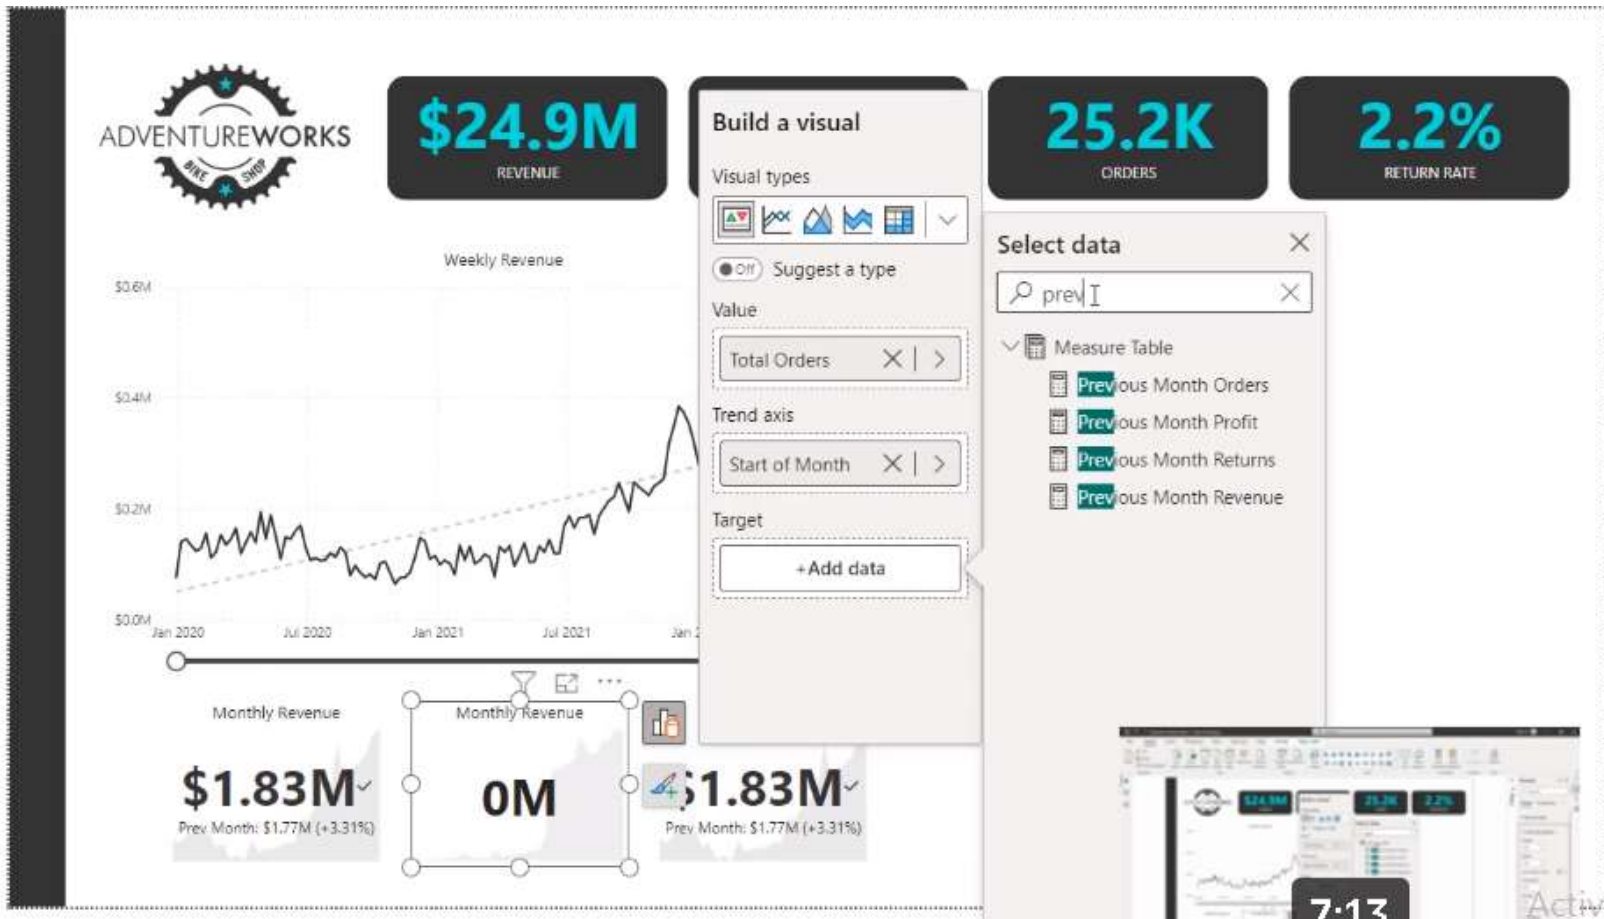 ADVENTUREWORKS
BIKE SHOP
$24.9M
REVENUE
25.2K
ORDERS
2.2%
RETURN RATE
Build a visual
Visual types
Off Suggest a type
Value
Total Orders
Trend axis
Start of Month
Target
+Add data
Select data
prev
Measure Table
Previous Month Orders
Previous Month Profit
Previous Month Returns
Previous Month Revenue
Weekly Revenue
$0.6M
$0.4M
$0.2M
$0.0M
Jan 2020 Jul 2020 Jan 2021 Jul 2021 Jan 2
Monthly Revenue
$1.83M
Prev Month: $1.77M (+3.31%)
Monthly Revenue
0M
$1.83M
Prev Month: $1.77M (+3.31%)
$24.9M 25.2K 2.2%
7:13
Activ